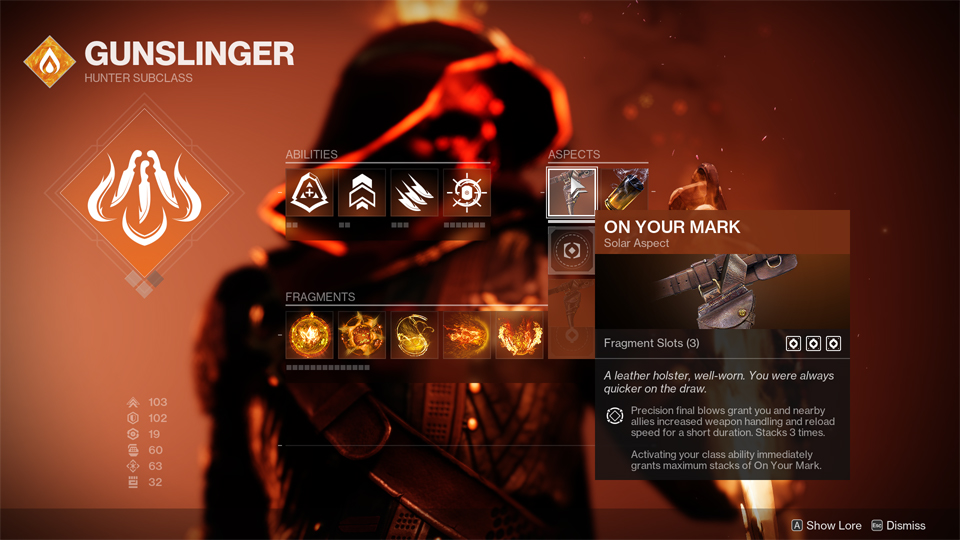 GUNSLINGER
HUNTER SUBCLASS
ABILITIES
ASPECTS
FRAGMENTS
ON YOUR MARK
Solar Aspect
Fragment Slots (3)
A leather holster, well-worn. You were always
quicker on the draw.
Precision final blows grant you and nearby
allies increased weapon handling and reload
speed for a short duration. Stacks 3 times.
Activating your class ability immediately
grants maximum stacks of On Your Mark.
103
102
19
60
63
32
A Show Lore Esc Dismiss